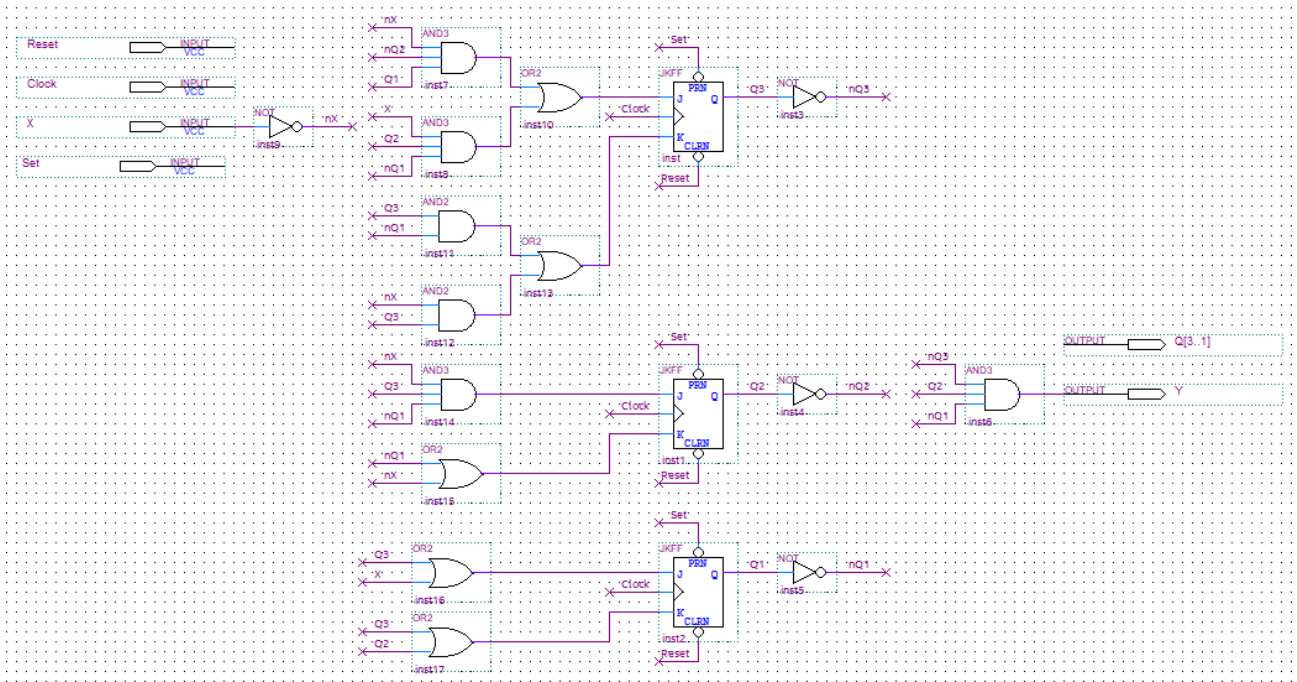 Reset INPUT VCC
Clock INPUT VCC
X INPUT VCC
NOT nX
inst9
Set INPUT VCC
nX AND3
nQ2
Q1
inst7
X AND3
Q2
nQ1
inst8
OR2
inst10
Q3 AND2
nQ1
inst11
nX AND2
Q3
inst12
OR2
inst13
Set
JKFF
PRN
J Q
Clock
K
CLRN
inst
Reset
Q3 NOT nQ3
inst3
nX AND3
Q3
nQ1
inst14
nQ1 OR2
nX
inst15
Set
JKFF
PRN
J Q
Clock
K
CLRN
inst1
Reset
Q2 NOT nQ2
inst4
nQ3 AND3
Q2
nQ1
inst6
OUTPUT Q[3..1]
OUTPUT Y
Q3 OR2
X
inst16
Q3 OR2
Q2
inst17
Set
JKFF
PRN
J Q
Clock
K
CLRN
inst2
Reset
Q1 NOT nQ1
inst5